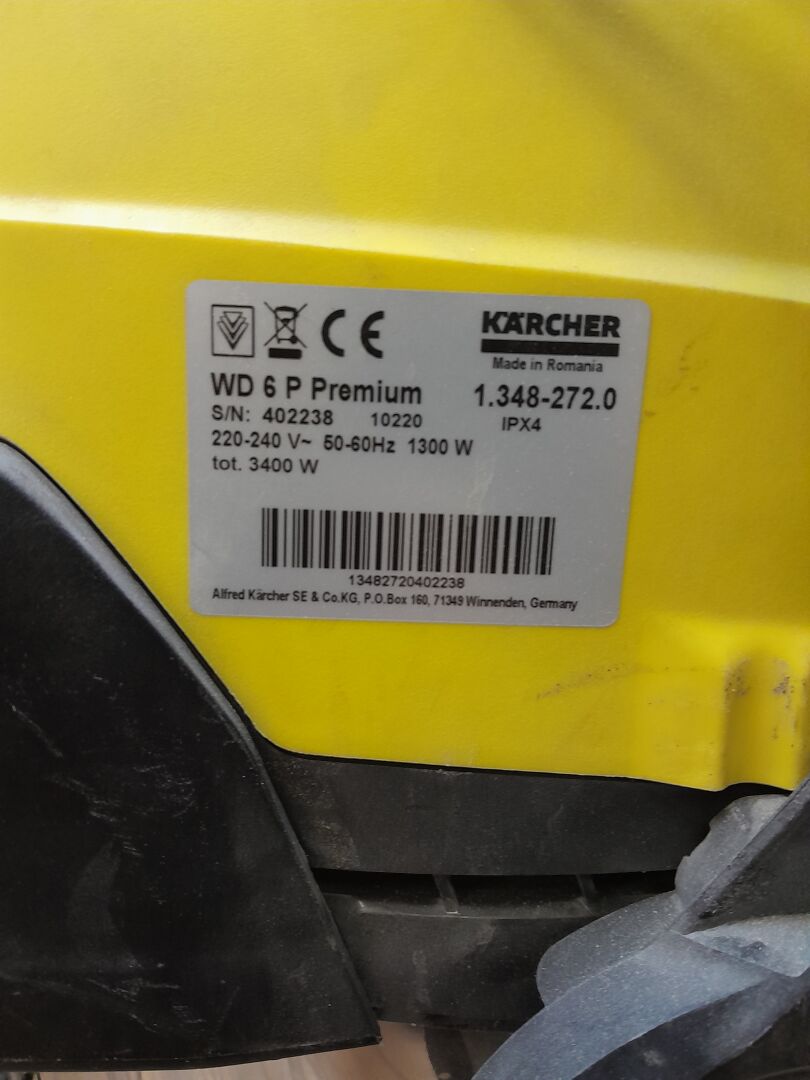 CE
KÄRCHER
Made in Romania
WD 6 P Premium 1.348-272.0
S/N: 402238 10220 IPX4
220-240 V~ 50-60Hz 1300 W
tot. 3400 W
13482720402238
Alfred Kärcher SE & Co.KG, P.O.Box 160, 71349 Winnenden, Germany